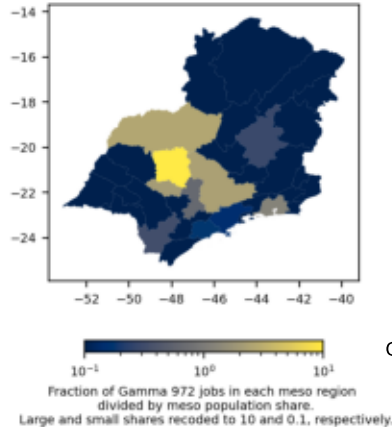 −14
−16
−18
−20
−22
−24
−52 −50 −48 −46 −44 −42 −40
10⁻¹ 10⁰ 10¹
Fraction of Gamma 972 jobs in each meso region
divided by meso population share.
Large and small shares recoded to 10 and 0.1, respectively,